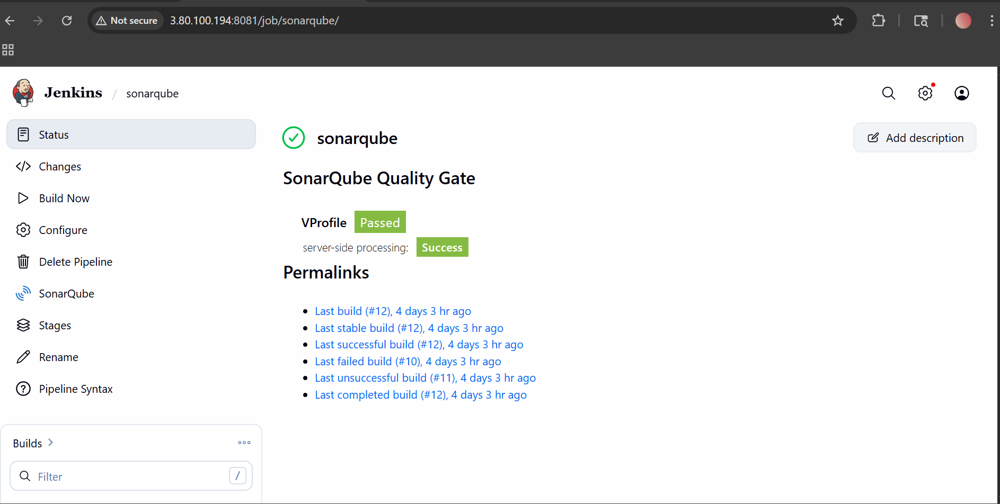 Not secure 3.80.100.194:8081/job/sonarqube/
Jenkins / sonarqube
Status
Changes
Build Now
Configure
Delete Pipeline
SonarQube
Stages
Rename
Pipeline Syntax
Builds
Filter /
sonarqube
Add description
SonarQube Quality Gate
VProfile Passed
server-side processing: Success
Permalinks
Last build (#12), 4 days 3 hr ago
Last stable build (#12), 4 days 3 hr ago
Last successful build (#12), 4 days 3 hr ago
Last failed build (#10), 4 days 3 hr ago
Last unsuccessful build (#11), 4 days 3 hr ago
Last completed build (#12), 4 days 3 hr ago